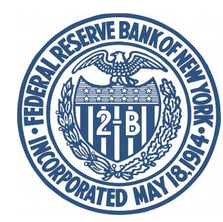 FEDERAL RESERVE BANK OF NEW YORK
2-B
INCORPORATED MAY 18, 1914